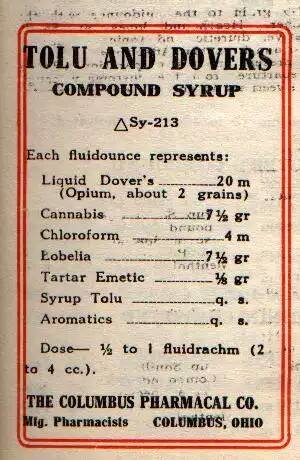 TOLU AND DOVERS
COMPOUND SYRUP
△Sy-213
Each fluidounce represents:
Liquid Dover's ............ 20 m
(Opium, about 2 grains)
Cannabis ............ 7½ gr
Chloroform ............ 4 m
Lobelia ............ 7½ gr
Tartar Emetic ............ ⅛ gr
Syrup Tolu ............ q. s.
Aromatics ............ q. s.
Dose— ½ to 1 fluidrachm (2
to 4 cc.).
THE COLUMBUS PHARMACAL CO.
Mfg. Pharmacists COLUMBUS, OHIO